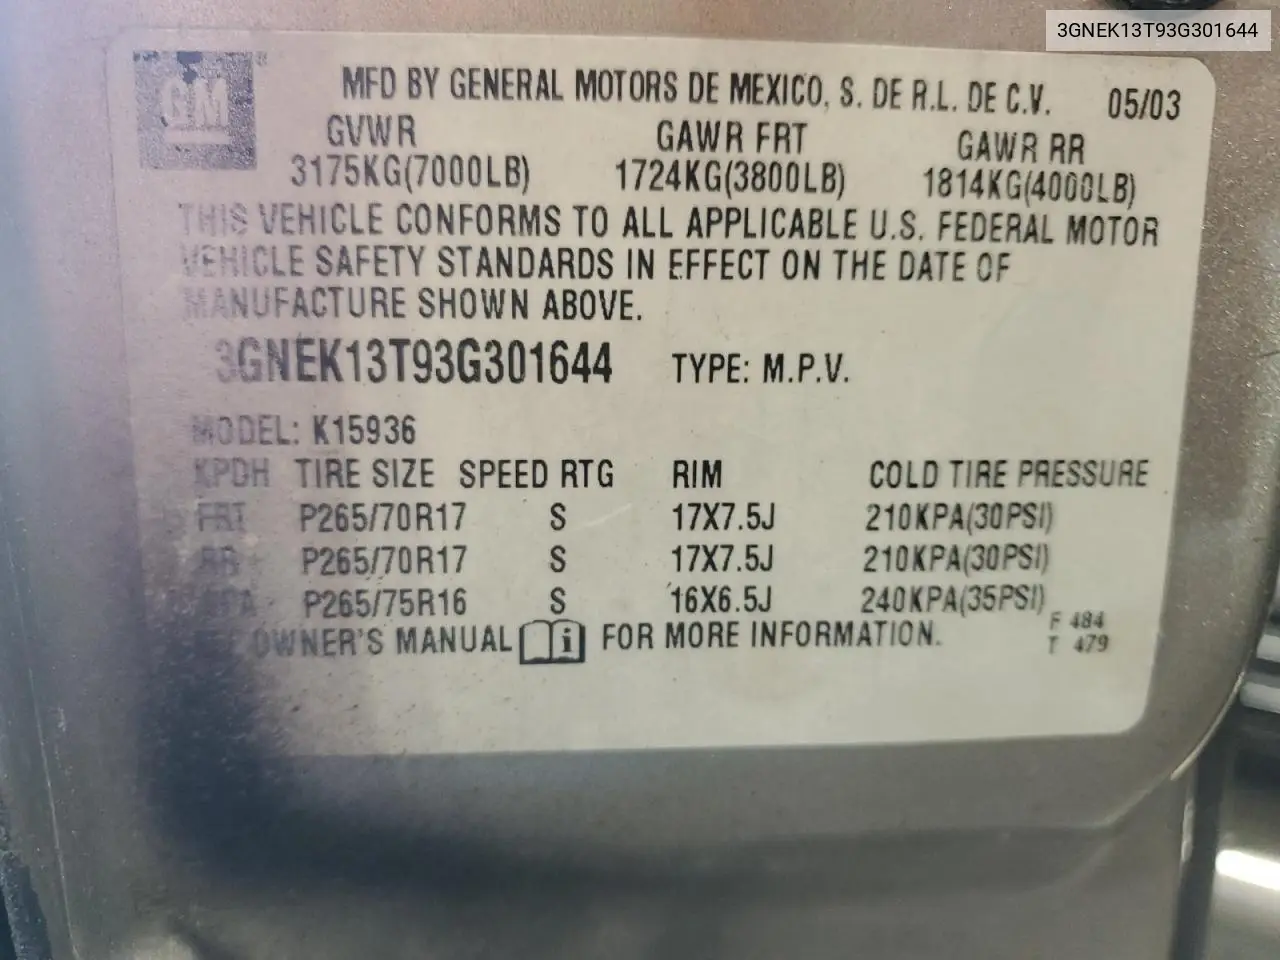 3GNEK13T93G301644
GM
MFD BY GENERAL MOTORS DE MEXICO, S. DE R.L. DE C.V. 05/03
GVWR GAWR FRT GAWR RR
3175KG(7000LB) 1724KG(3800LB) 1814KG(4000LB)
THIS VEHICLE CONFORMS TO ALL APPLICABLE U.S. FEDERAL MOTOR
VEHICLE SAFETY STANDARDS IN EFFECT ON THE DATE OF
MANUFACTURE SHOWN ABOVE.
3GNEK13T93G301644 TYPE: M.P.V.
MODEL: K15936
KPDH TIRE SIZE SPEED RTG RIM COLD TIRE PRESSURE
FRT P265/70R17 S 17X7.5J 210KPA(30PSI)
RR P265/70R17 S 17X7.5J 210KPA(30PSI)
P265/75R16 S 16X6.5J 240KPA(35PSI)
OWNER'S MANUAL i FOR MORE INFORMATION.
F 484
T 479